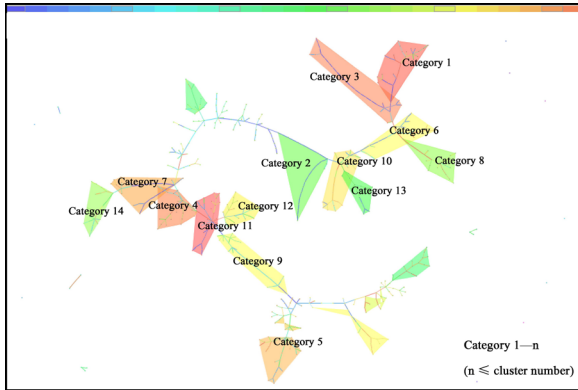 Category 1
Category 3
Category 6
Category 2
Category 10
Category 8
Category 7
Category 13
Category 14
Category 4
Category 12
Category 11
Category 9
Category 5
Category 1—n
(n ≤ cluster number)